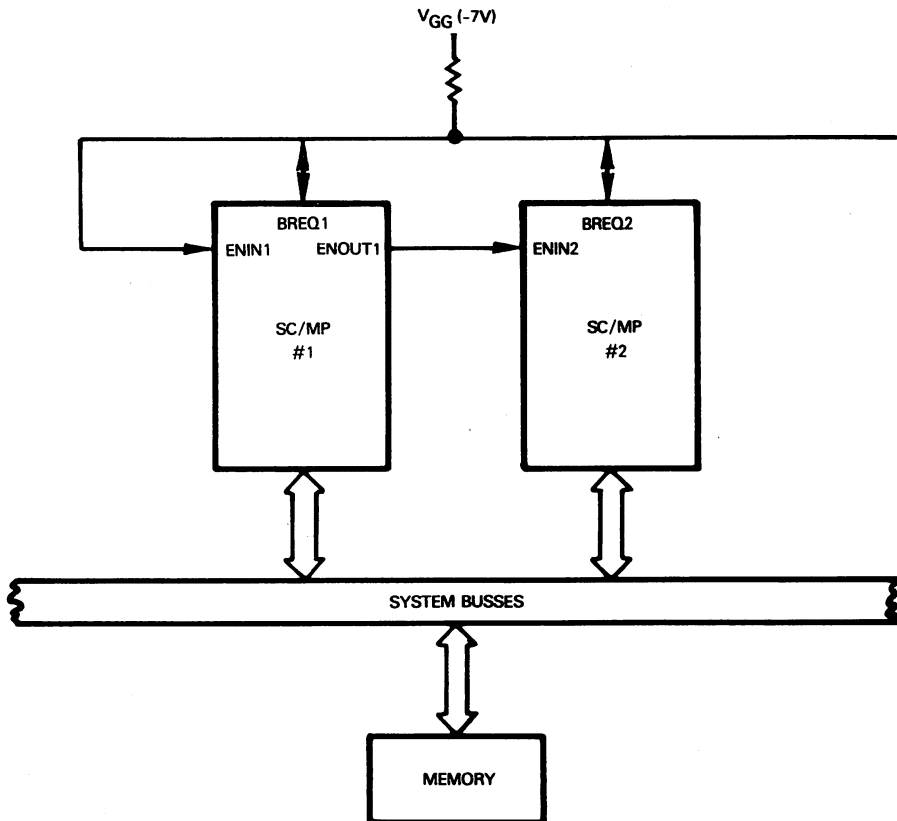 VGG (-7V)
BREQ1
ENIN1 ENOUT1
SC/MP
#1
BREQ2
ENIN2
SC/MP
#2
SYSTEM BUSSES
MEMORY